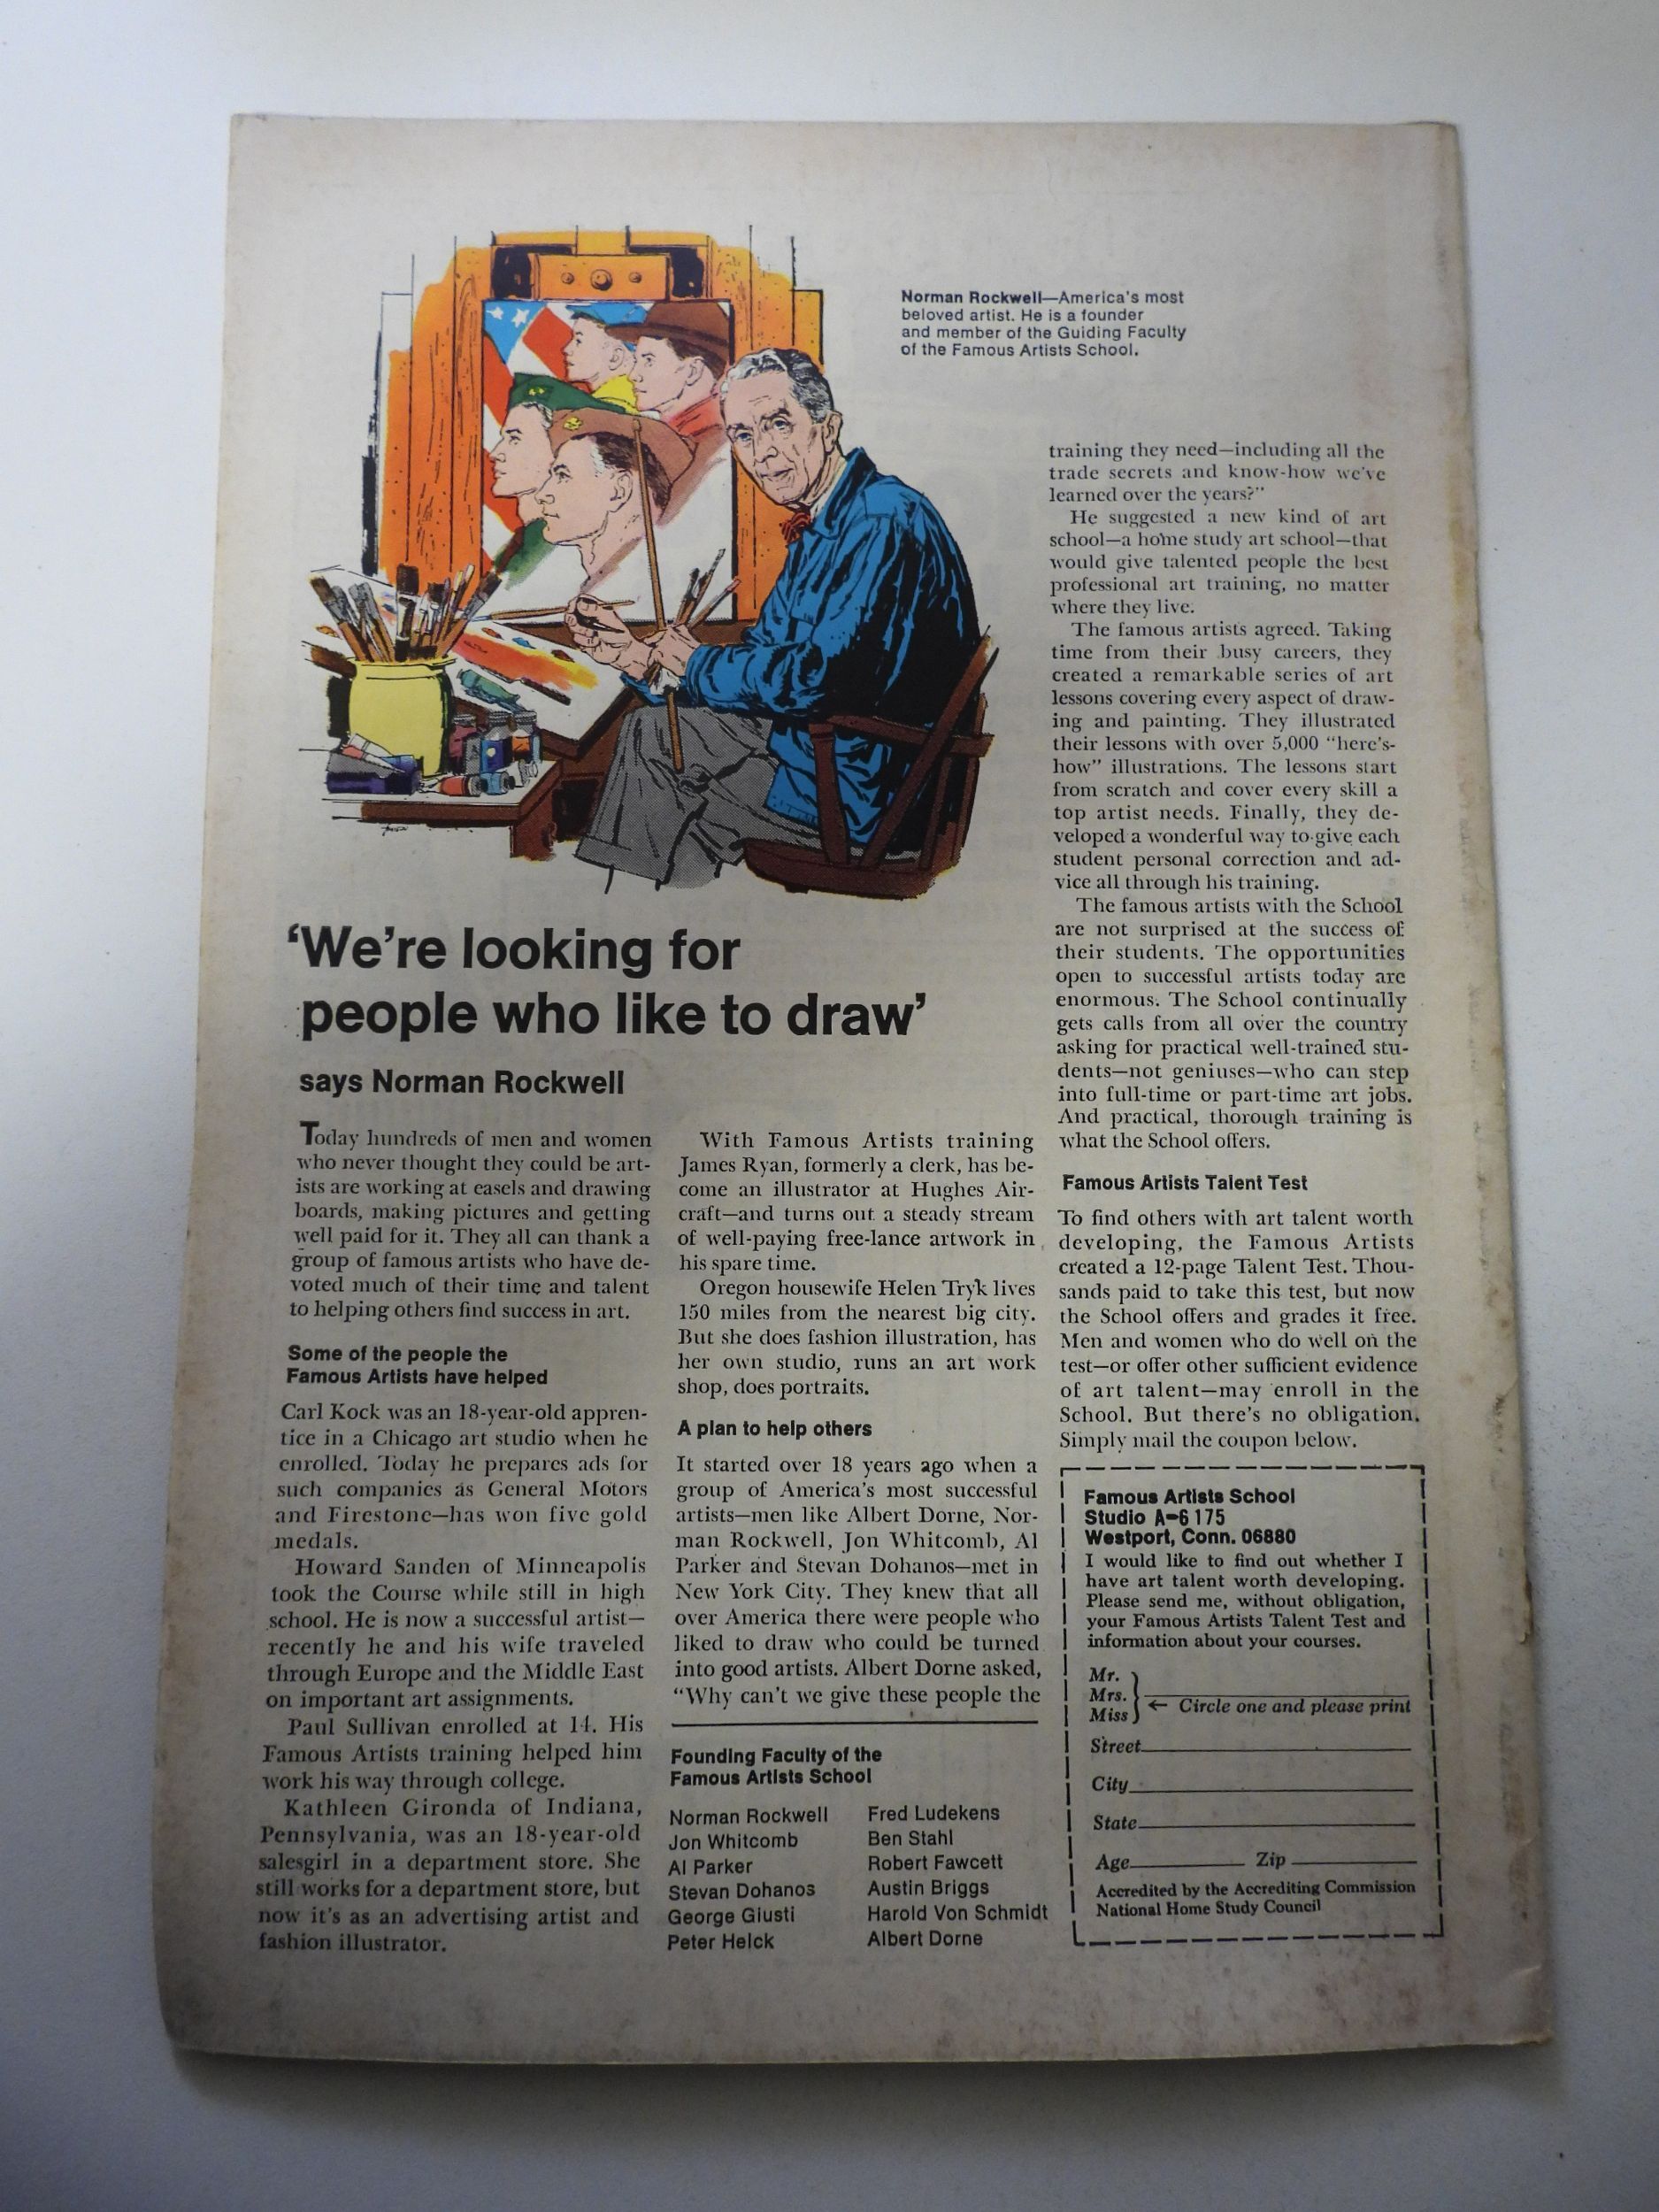 Norman Rockwell—America's most
beloved artist. He is a founder
and member of the Guiding Faculty
of the Famous Artists School.
'We're looking for
people who like to draw'
says Norman Rockwell
Today hundreds of men and women
who never thought they could be art-
ists are working at easels and drawing
boards, making pictures and getting
well paid for it. They all can thank a
group of famous artists who have de-
voted much of their time and talent
to helping others find success in art.
Some of the people the
Famous Artists have helped
Carl Kock was an 18-year-old appren-
tice in a Chicago art studio when he
enrolled. Today he prepares ads for
such companies as General Motors
and Firestone—has won five gold
medals.
Howard Sanden of Minneapolis
took the Course while still in high
school. He is now a successful artist—
recently he and his wife traveled
through Europe and the Middle East
on important art assignments.
Paul Sullivan enrolled at 14. His
Famous Artists training helped him
work his way through college.
Kathleen Gironda of Indiana,
Pennsylvania, was an 18-year-old
salesgirl in a department store. She
still works for a department store, but
now it's as an advertising artist and
fashion illustrator.
With Famous Artists training
James Ryan, formerly a clerk, has be-
come an illustrator at Hughes Air-
craft—and turns out a steady stream
of well-paying free-lance artwork in
his spare time.
Oregon housewife Helen Tryk lives
150 miles from the nearest big city.
But she does fashion illustration, has
her own studio, runs an art work
shop, does portraits.
A plan to help others
It started over 18 years ago when a
group of America's most successful
artists—men like Albert Dorne, Nor-
man Rockwell, Jon Whitcomb, Al
Parker and Stevan Dohanos—met in
New York City. They knew that all
over America there were people who
liked to draw who could be turned
into good artists. Albert Dorne asked,
"Why can't we give these people the
Founding Faculty of the
Famous Artists School
Norman Rockwell
Jon Whitcomb
Al Parker
Stevan Dohanos
George Giusti
Peter Helck
Fred Ludekens
Ben Stahl
Robert Fawcett
Austin Briggs
Harold Von Schmidt
Albert Dorne
training they need—including all the
trade secrets and know-how we've
learned over the years?"
He suggested a new kind of art
school—a home study art school—that
would give talented people the best
professional art training, no matter
where they live.
The famous artists agreed. Taking
time from their busy careers, they
created a remarkable series of art
lessons covering every aspect of draw-
ing and painting. They illustrated
their lessons with over 5,000 "here's-
how" illustrations. The lessons start
from scratch and cover every skill a
top artist needs. Finally, they de-
veloped a wonderful way to give each
student personal correction and ad-
vice all through his training.
The famous artists with the School
are not surprised at the success of
their students. The opportunities
open to successful artists today are
enormous. The School continually
gets calls from all over the country
asking for practical well-trained stu-
dents—not geniuses—who can step
into full-time or part-time art jobs.
And practical, thorough training is
what the School offers.
Famous Artists Talent Test
To find others with art talent worth
developing, the Famous Artists
created a 12-page Talent Test. Thou-
sands paid to take this test, but now
the School offers and grades it free.
Men and women who do well on the
test—or offer other sufficient evidence
of art talent—may enroll in the
School. But there's no obligation.
Simply mail the coupon below.
Famous Artists School
Studio A-6175
Westport, Conn. 06880
I would like to find out whether I
have art talent worth developing.
Please send me, without obligation,
your Famous Artists Talent Test and
information about your courses.
Mr.
Mrs.
Miss
← Circle one and please print
Street
City
State
Age Zip
Accredited by the Accrediting Commission
National Home Study Council